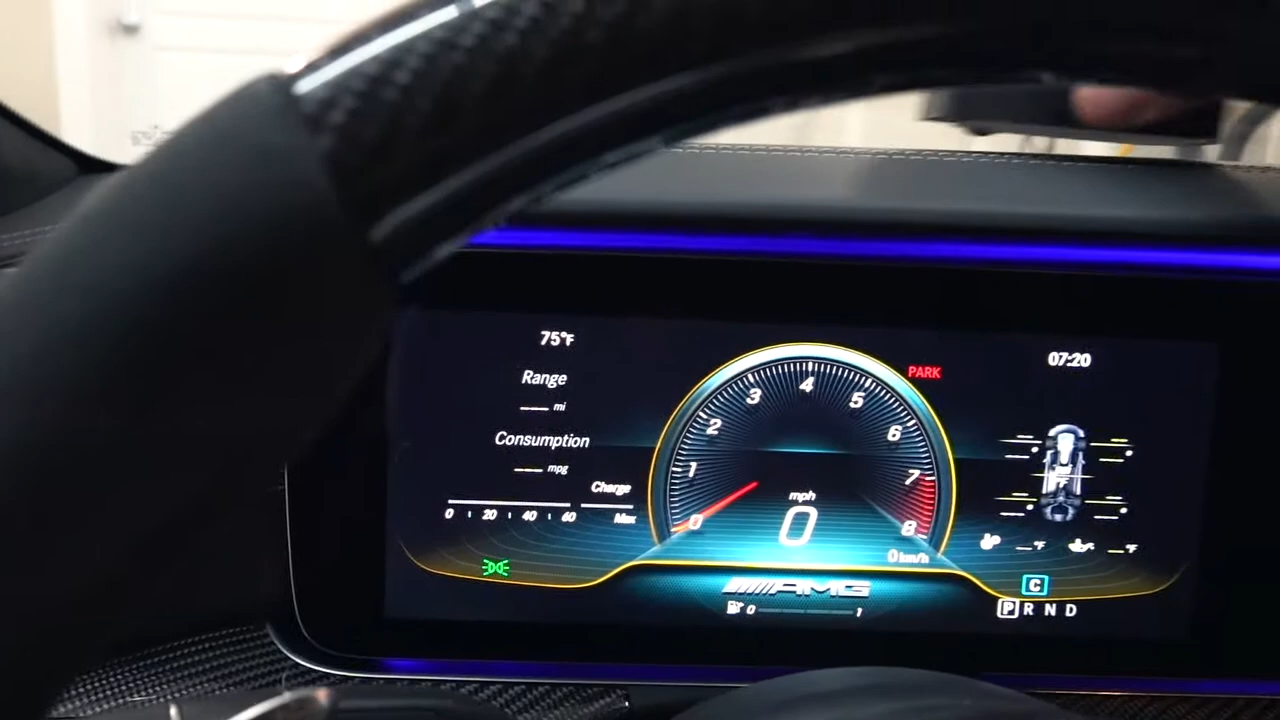 75°F
Range
mi
Consumption
mpg
Charge
0 20 40 60 Max
0 1 2 3 4 5 6 7 8
PARK
mph
0
0 km/h
AMG
0 1
07:20
°F
°F
°F
C
P R N D